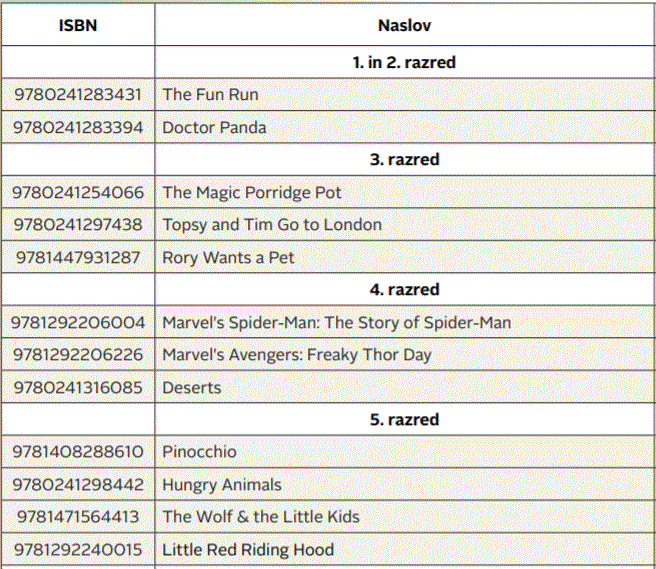 ISBN Naslov
1. in 2. razred
9780241283431 The Fun Run
9780241283394 Doctor Panda
3. razred
9780241254066 The Magic Porridge Pot
9780241297438 Topsy and Tim Go to London
9781447931287 Rory Wants a Pet
4. razred
9781292206004 Marvel's Spider-Man: The Story of Spider-Man
9781292206226 Marvel's Avengers: Freaky Thor Day
9780241316085 Deserts
5. razred
9781408288610 Pinocchio
9780241298442 Hungry Animals
9781471564413 The Wolf & the Little Kids
9781292240015 Little Red Riding Hood